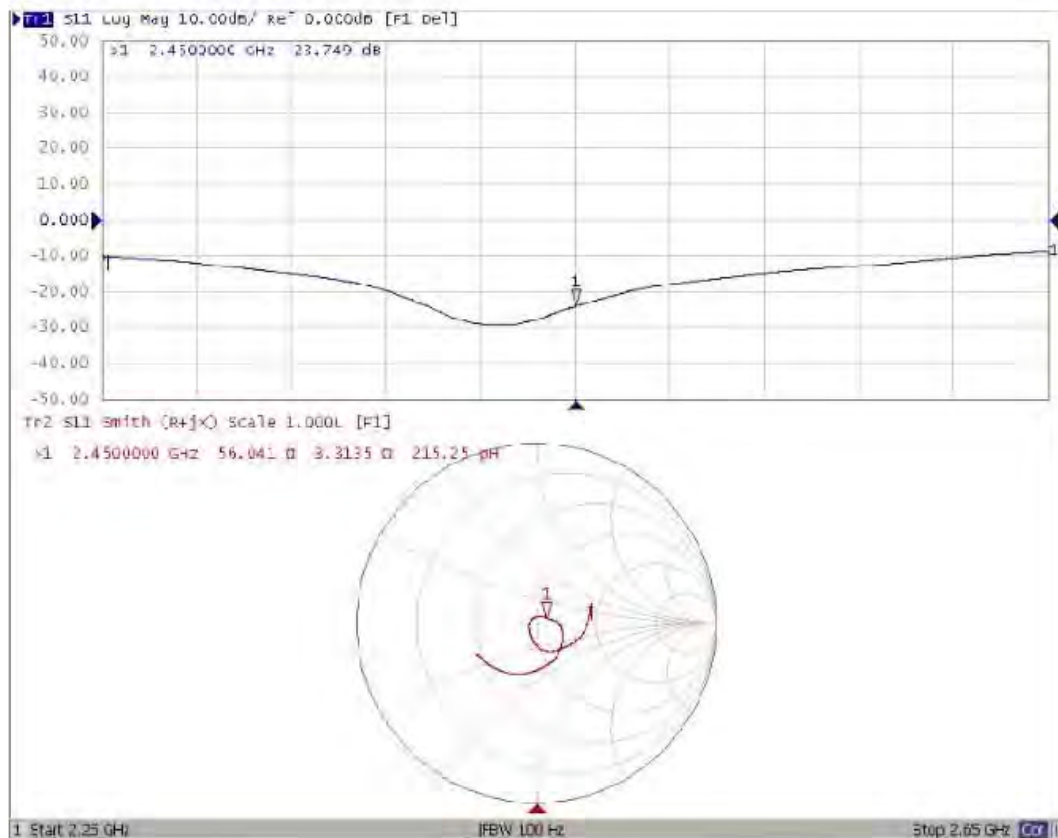 Tr1 S11 Log Mag 10.00dB/ Ref 0.000dB [F1 Del]
50.00
>1 2.4500000 GHz 23.749 dB
40.00
30.00
20.00
10.00
0.000
-10.00
1
-20.00
1
-30.00
-40.00
-50.00
Tr2 S11 Smith (R+jX) Scale 1.000U [F1]
>1 2.4500000 GHz 56.041 Ω 3.3135 Ω 215.25 pH
1
1 Start 2.25 GHz IFBW 100 Hz Stop 2.65 GHz Cor